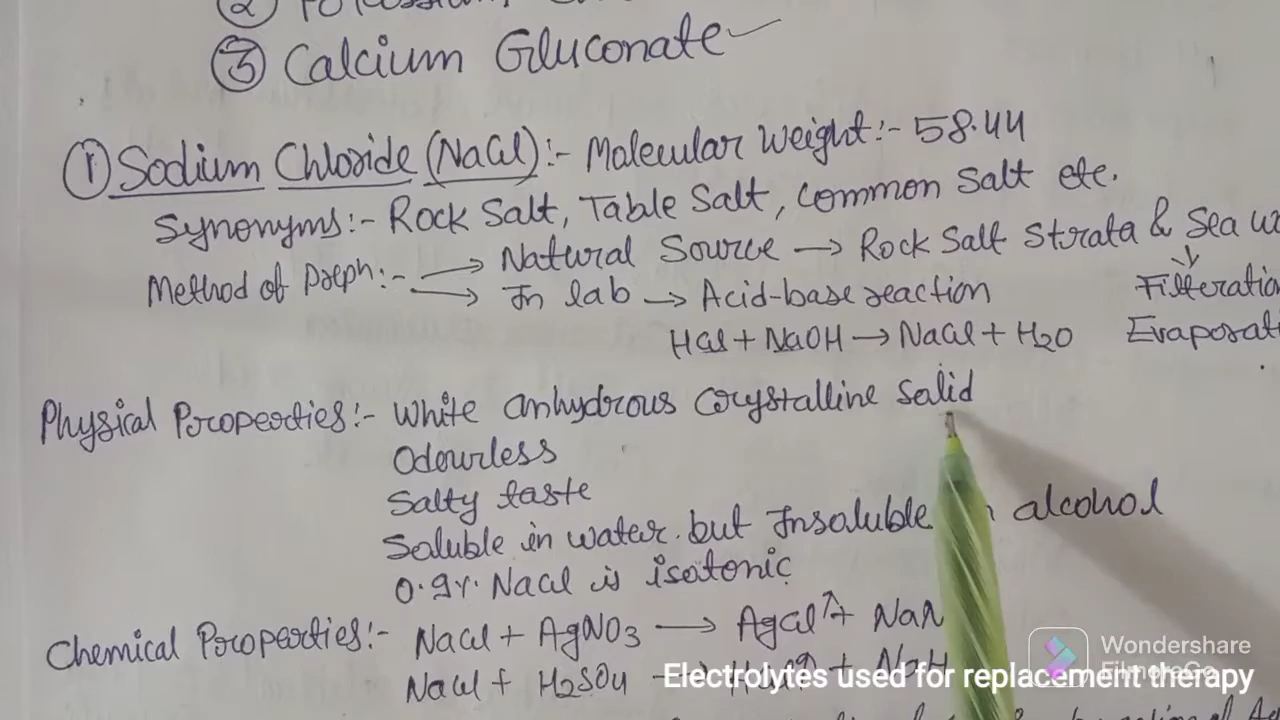 ③ Calcium Gluconate
① Sodium Chloride (NaCl):- Molecular Weight:- 58.44
Synonyms:- Rock Salt, Table Salt, Common Salt etc.
Method of Preph:- → Natural Source → Rock Salt Strata & Sea
→ In lab → Acid-base reaction
HCl + NaOH → NaCl + H2O
Physical Properties:- White anhydrous crystalline solid
Odourless
Salty taste
Soluble in water but Insoluble alcohol
0.9%. NaCl is isotonic
Chemical Properties:- NaCl + AgNO3 → AgCl↑ +
NaCl + H2SO4 →
Wondershare
FilmoraGo
Electrolytes used for replacement therapy